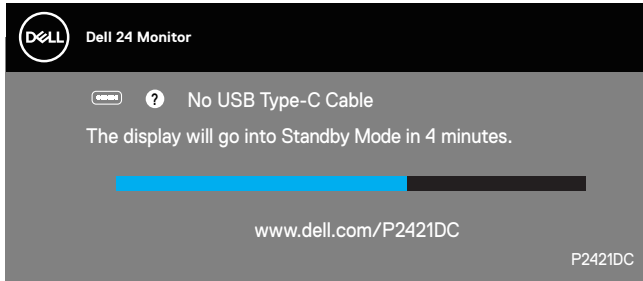 DELL
Dell 24 Monitor
? No USB Type-C Cable
The display will go into Standby Mode in 4 minutes.
www.dell.com/P2421DC
P2421DC